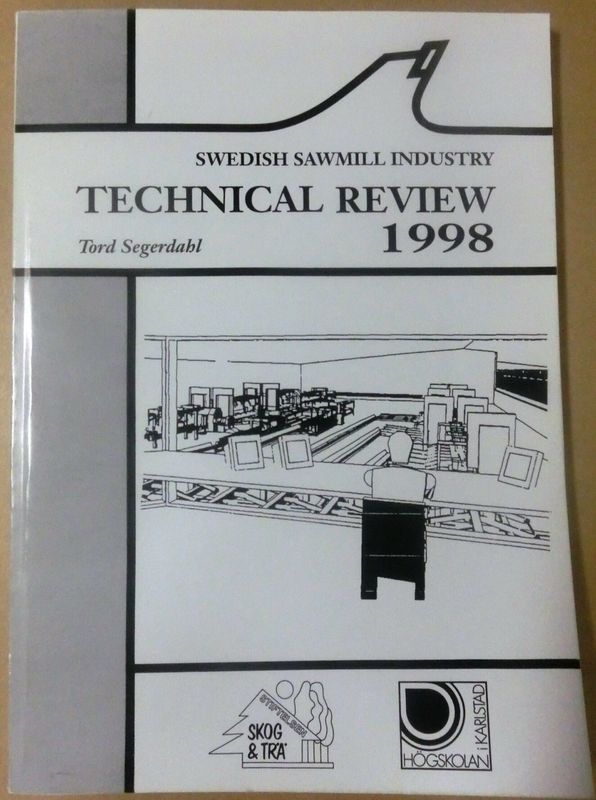 SWEDISH SAWMILL INDUSTRY
TECHNICAL REVIEW
1998
Tord Segerdahl
STIFTELSEN
SKOG
& TRÄ
HÖGSKOLAN
i KARLSTAD